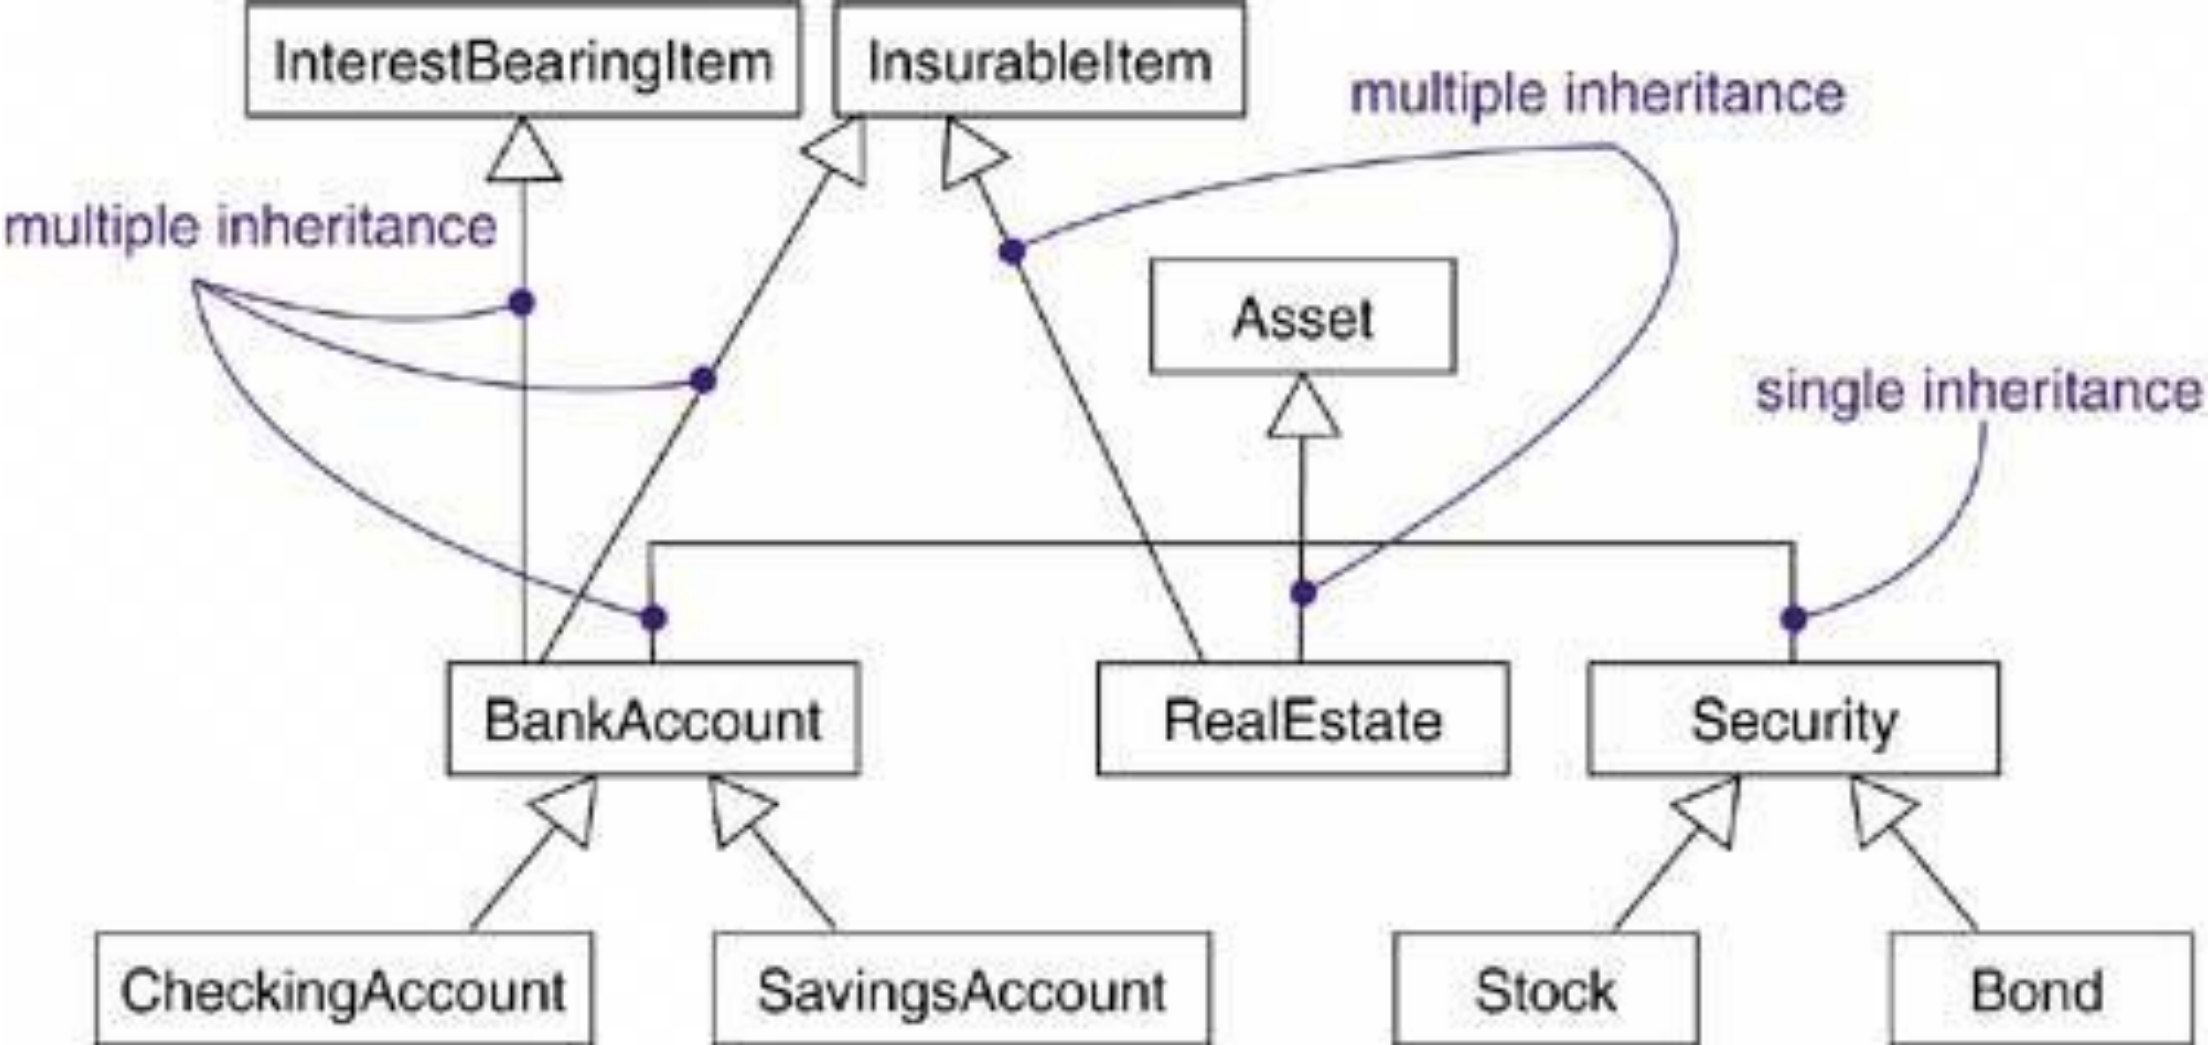 InterestBearingItem
InsurableItem
multiple inheritance
multiple inheritance
Asset
single inheritance
BankAccount
RealEstate
Security
CheckingAccount
SavingsAccount
Stock
Bond